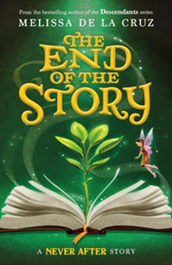 From the bestselling author of the Descendants series
MELISSA DE LA CRUZ
THE
END
OF THE
STORY
A NEVER AFTER STORY